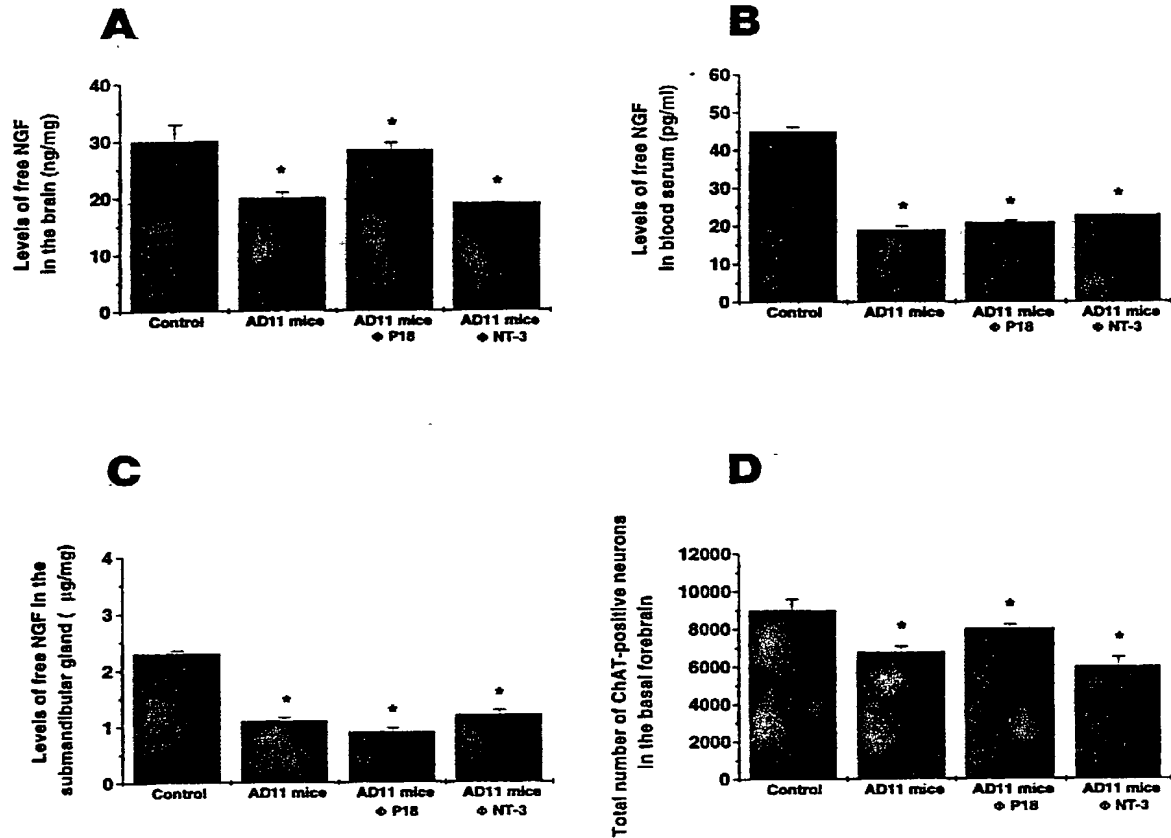 A
Levels of free NGF
In the brain (ng/mg)
40
30
20
10
0
*
*
*
Control
AD11 mice
AD11 mice
Φ P18
AD11 mice
Φ NT-3
B
Levels of free NGF
In blood serum (pg/ml)
60
50
40
30
20
10
0
*
*
*
Control
AD11 mice
AD11 mice
Φ P18
AD11 mice
Φ NT-3
C
Levels of free NGF in the
submandibular gland ( µg/mg)
4
3
2
1
0
*
*
*
Control
AD11 mice
AD11 mice
Φ P18
AD11 mice
Φ NT-3
D
Total number of ChAT-positive neurons
In the basal forebrain
12000
10000
8000
6000
4000
2000
0
*
*
*
Control
AD11 mice
AD11 mice
Φ P18
AD11 mice
Φ NT-3